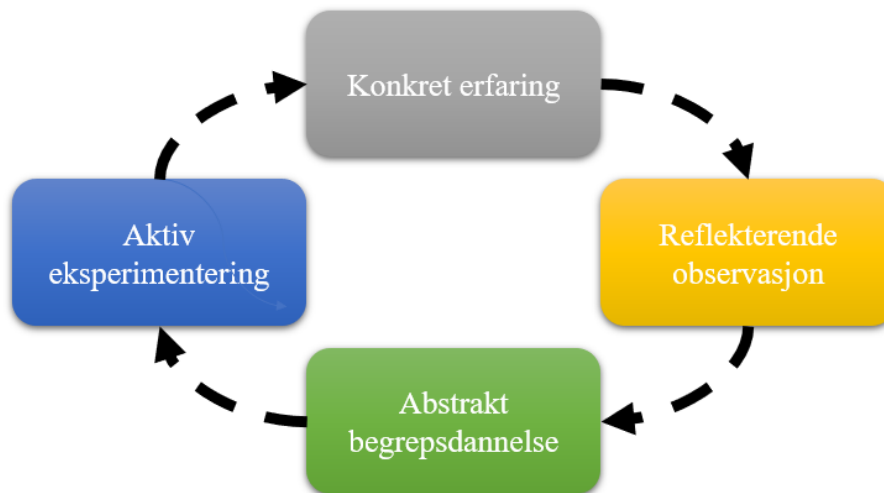 Konkret erfaring
Aktiv
eksperimentering
Reflekterende
observasjon
Abstrakt
begrepsdannelse